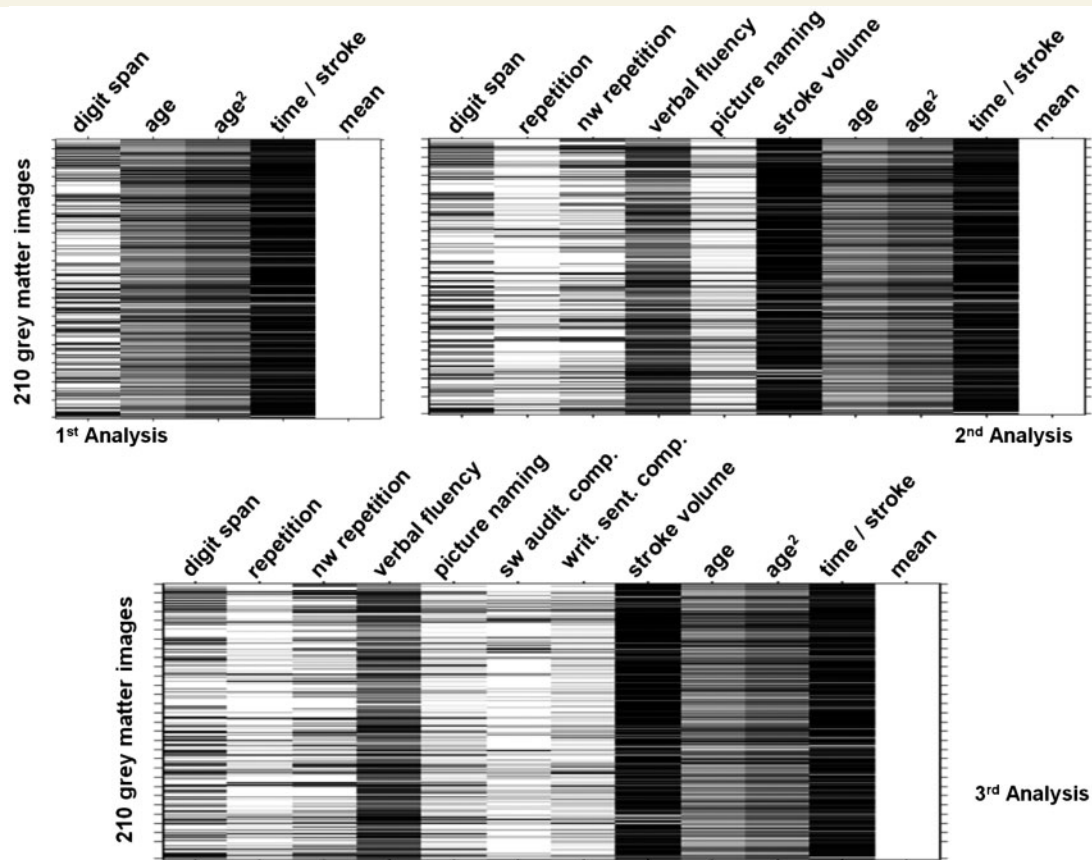 digit span
age
age²
time / stroke
mean
210 grey matter images
1st Analysis
digit span
repetition
nw repetition
verbal fluency
picture naming
stroke volume
age
age²
time / stroke
mean
2nd Analysis
digit span
repetition
nw repetition
verbal fluency
picture naming
sw audit. comp.
writ. sent. comp.
stroke volume
age
age²
time / stroke
mean
210 grey matter images
3rd Analysis